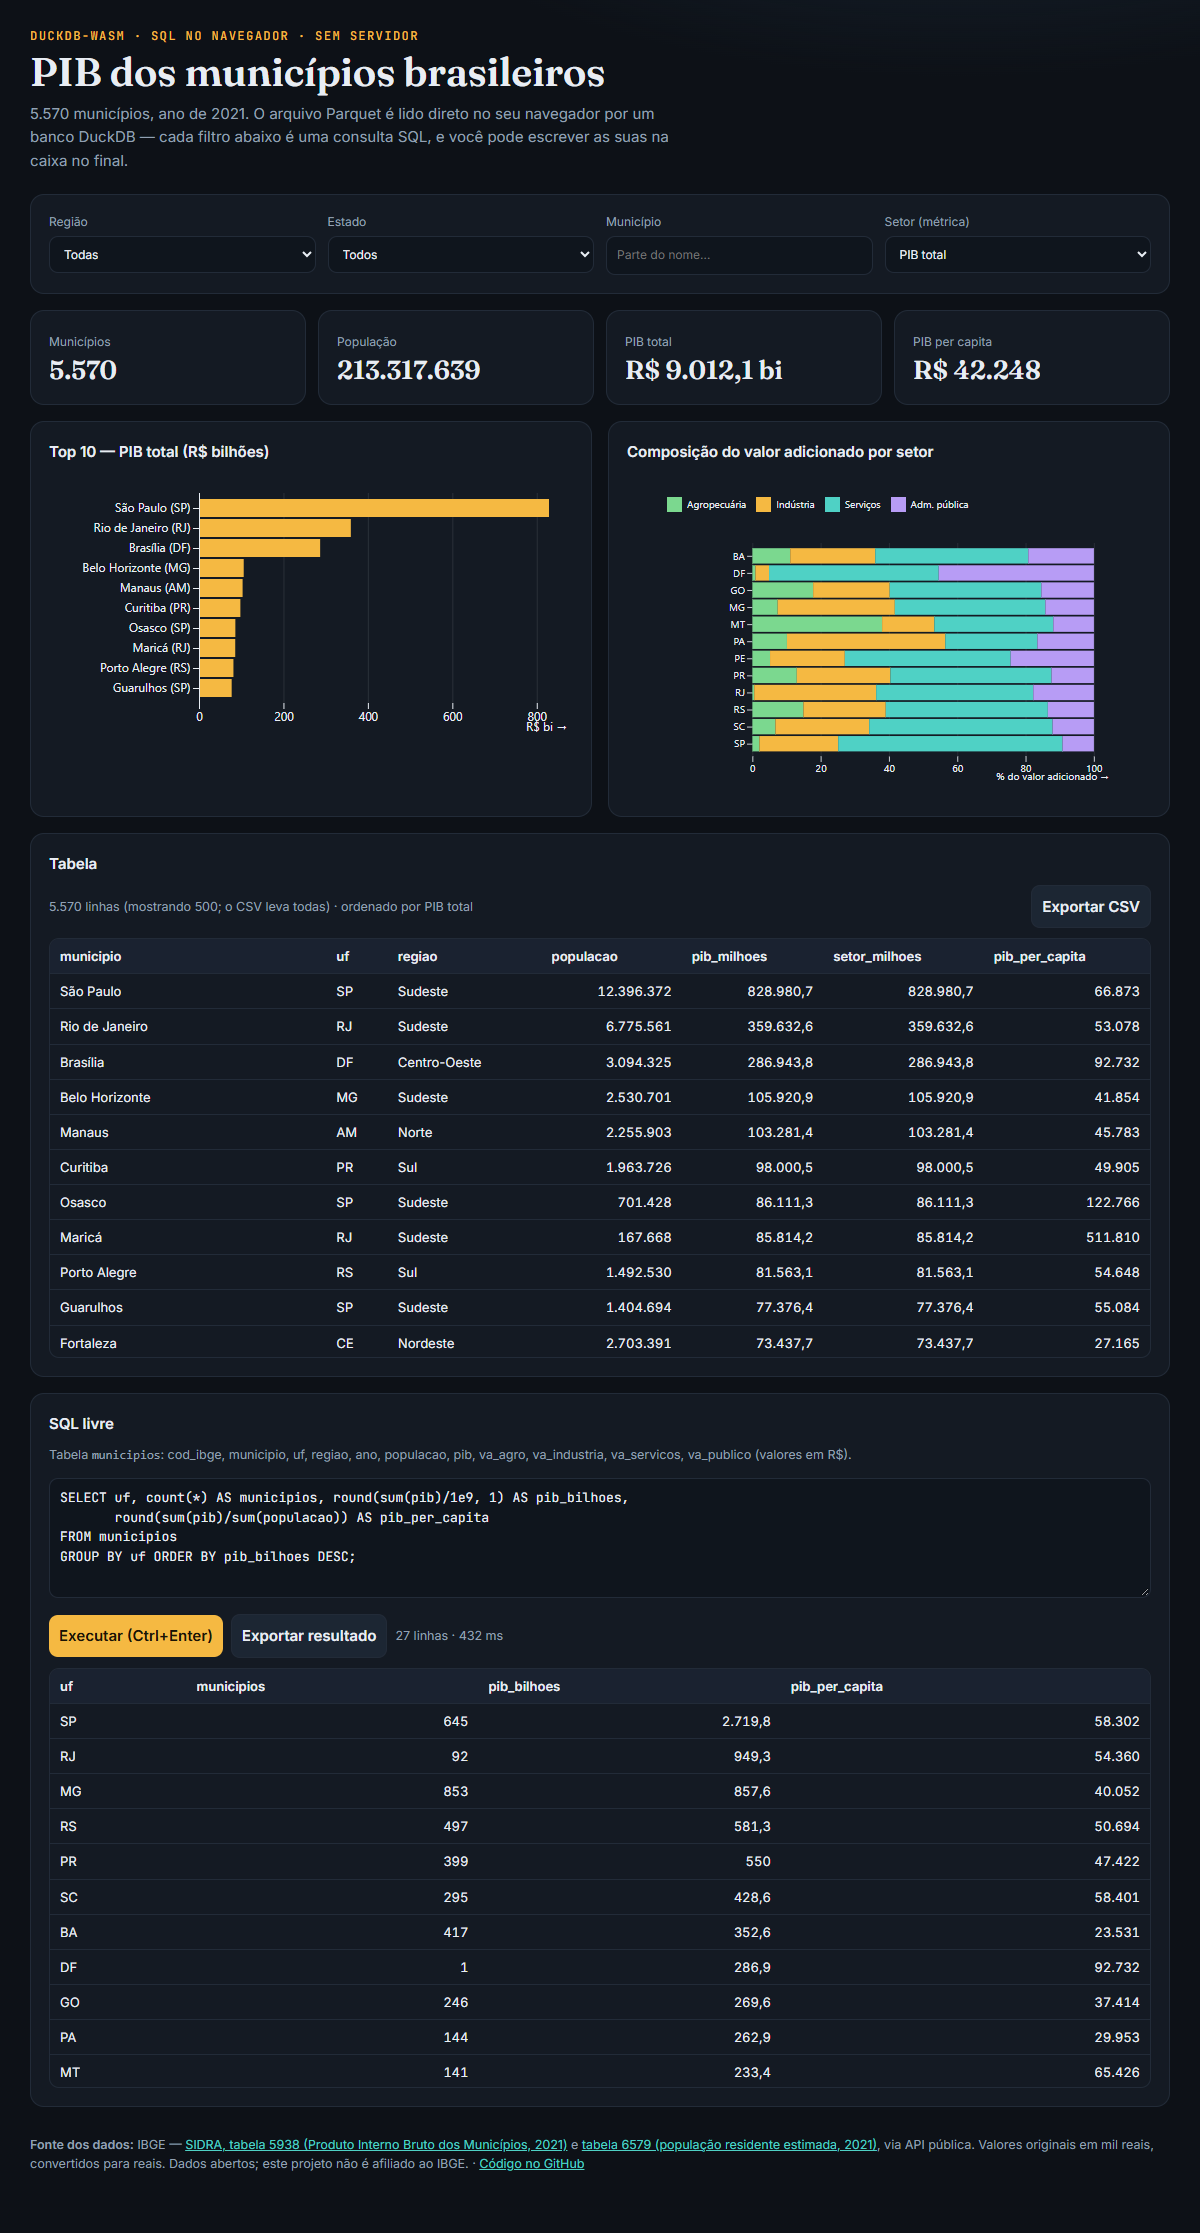 DUCKDB-WASM · SQL NO NAVEGADOR · SEM SERVIDOR
PIB dos municípios brasileiros
5.570 municípios, ano de 2021. O arquivo Parquet é lido direto no seu navegador por um
banco DuckDB — cada filtro abaixo é uma consulta SQL, e você pode escrever as suas na
caixa no final.
Região Estado Município Setor (métrica)
Todas Todos Parte do nome... PIB total
Municípios População PIB total PIB per capita
5.570 213.317.639 R$ 9.012,1 bi R$ 42.248
Top 10 — PIB total (R$ bilhões)
São Paulo (SP)
Rio de Janeiro (RJ)
Brasília (DF)
Belo Horizonte (MG)
Manaus (AM)
Curitiba (PR)
Osasco (SP)
Maricá (RJ)
Porto Alegre (RS)
Guarulhos (SP)
0 200 400 600 800
R$ bi →
Composição do valor adicionado por setor
Agropecuária Indústria Serviços Adm. pública
BA
DF
GO
MG
MT
PA
PE
PR
RJ
RS
SC
SP
0 20 40 60 80 100
% do valor adicionado →
Tabela
5.570 linhas (mostrando 500; o CSV leva todas) · ordenado por PIB total Exportar CSV
municipio uf regiao populacao pib_milhoes setor_milhoes pib_per_capita
São Paulo SP Sudeste 12.396.372 828.980,7 828.980,7 66.873
Rio de Janeiro RJ Sudeste 6.775.561 359.632,6 359.632,6 53.078
Brasília DF Centro-Oeste 3.094.325 286.943,8 286.943,8 92.732
Belo Horizonte MG Sudeste 2.530.701 105.920,9 105.920,9 41.854
Manaus AM Norte 2.255.903 103.281,4 103.281,4 45.783
Curitiba PR Sul 1.963.726 98.000,5 98.000,5 49.905
Osasco SP Sudeste 701.428 86.111,3 86.111,3 122.766
Maricá RJ Sudeste 167.668 85.814,2 85.814,2 511.810
Porto Alegre RS Sul 1.492.530 81.563,1 81.563,1 54.648
Guarulhos SP Sudeste 1.404.694 77.376,4 77.376,4 55.084
Fortaleza CE Nordeste 2.703.391 73.437,7 73.437,7 27.165
SQL livre
Tabela municipios: cod_ibge, municipio, uf, regiao, ano, populacao, pib, va_agro, va_industria, va_servicos, va_publico (valores em R$).
SELECT uf, count(*) AS municipios, round(sum(pib)/1e9, 1) AS pib_bilhoes,
round(sum(pib)/sum(populacao)) AS pib_per_capita
FROM municipios
GROUP BY uf ORDER BY pib_bilhoes DESC;
Executar (Ctrl+Enter) Exportar resultado 27 linhas · 432 ms
uf municipios pib_bilhoes pib_per_capita
SP 645 2.719,8 58.302
RJ 92 949,3 54.360
MG 853 857,6 40.052
RS 497 581,3 50.694
PR 399 550 47.422
SC 295 428,6 58.401
BA 417 352,6 23.531
DF 1 286,9 92.732
GO 246 269,6 37.414
PA 144 262,9 29.953
MT 141 233,4 65.426
Fonte dos dados: IBGE — SIDRA, tabela 5938 (Produto Interno Bruto dos Municípios, 2021) e tabela 6579 (população residente estimada, 2021), via API pública. Valores originais em mil reais,
convertidos para reais. Dados abertos; este projeto não é afiliado ao IBGE. · Código no GitHub